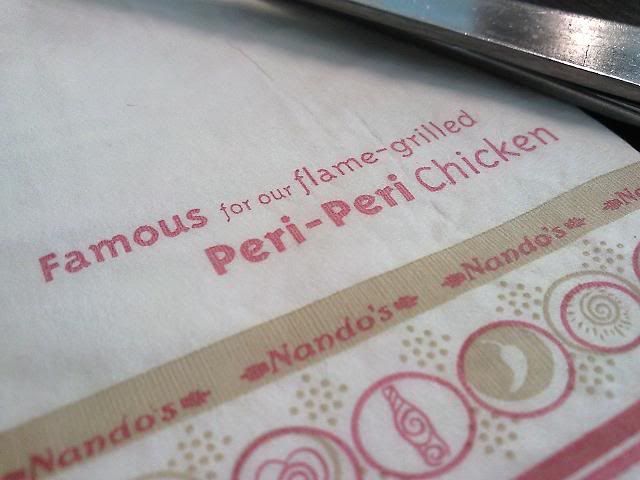 Famous for our flame-grilled
Peri-Peri Chicken
Nando's Nando's Nando's